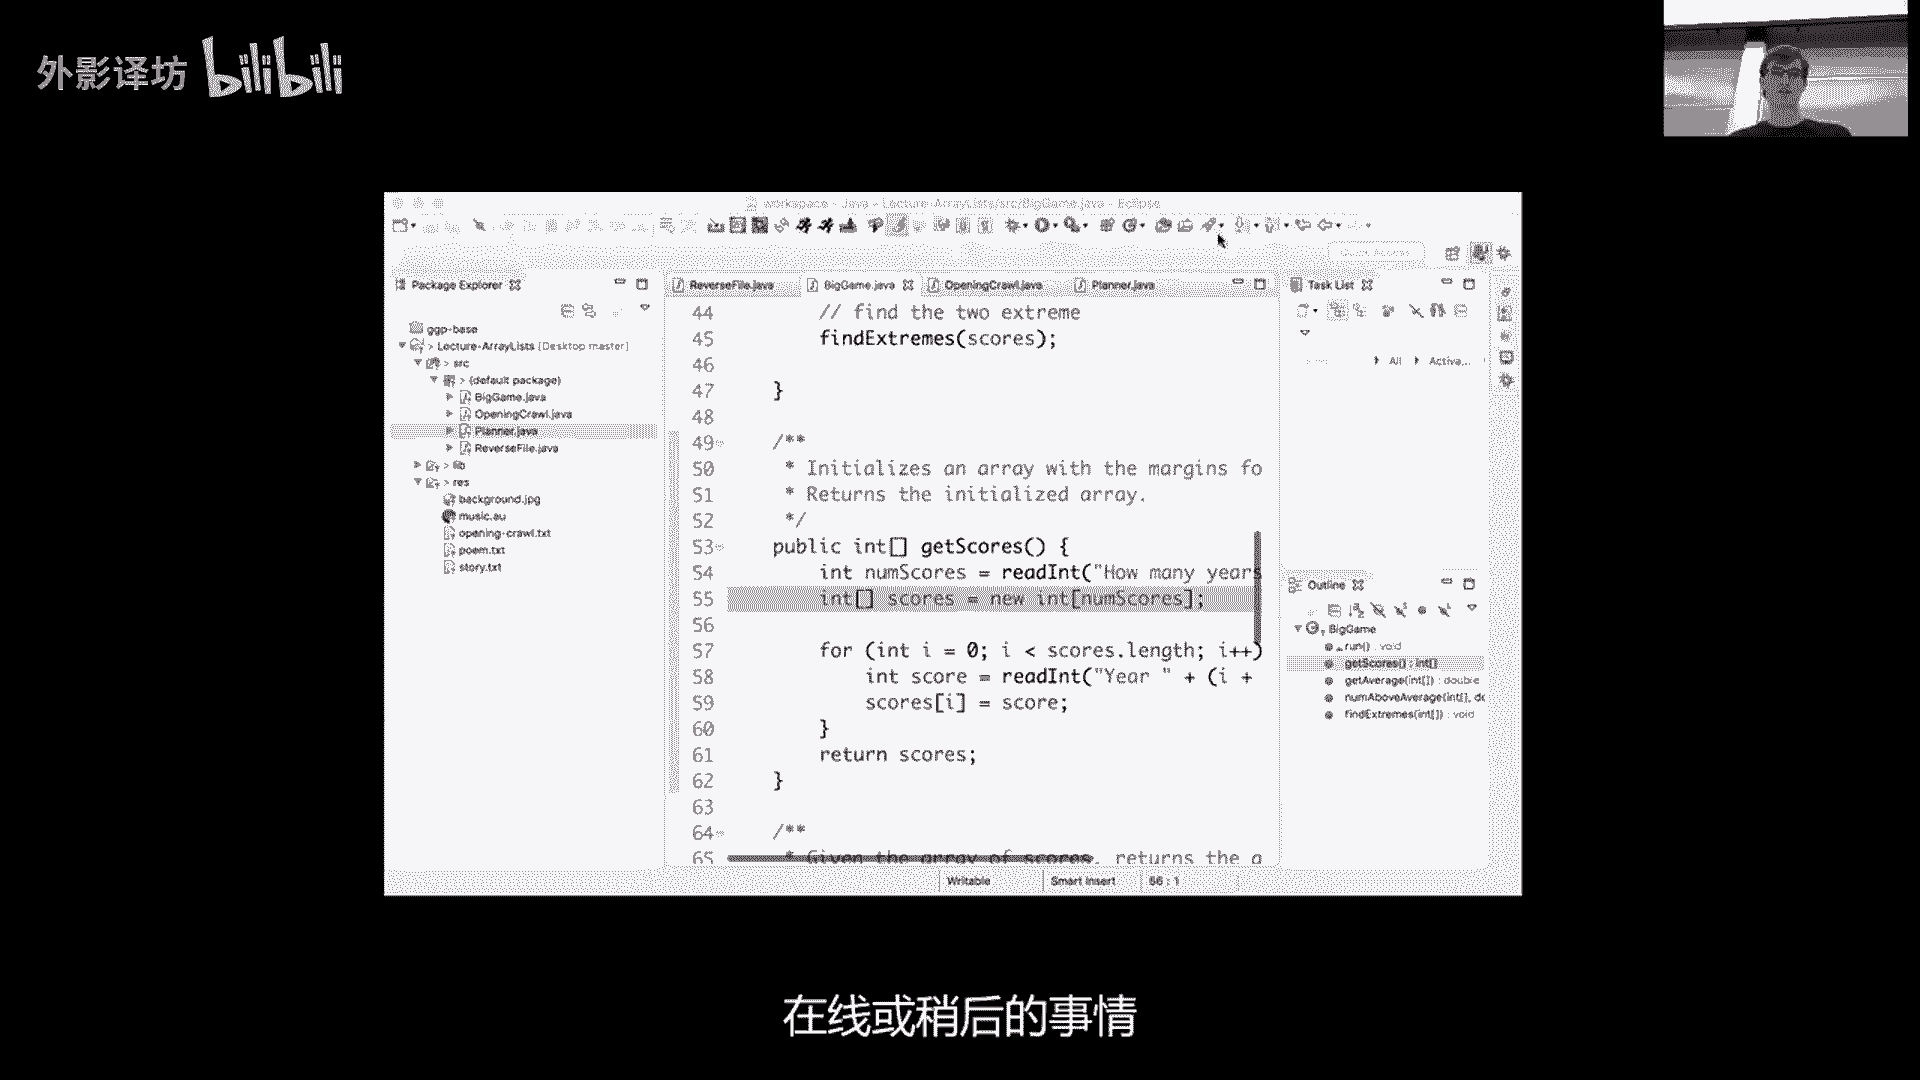 外影译坊 bilibili
workspace - Java - Lecture-ArrayLists/src/BigGame.java - Eclipse
Quick Access
Package Explorer
ReverseFile.java
BigGame.java
OpeningCrawl.java
Planner.java
Task List
ggp-base
> Lecture-ArrayLists [Desktop master]
> src
> (default package)
BigGame.java
OpeningCrawl.java
Planner.java
ReverseFile.java
> lib
> res
background.jpg
music.au
opening-crawl.txt
poem.txt
story.txt
44 // find the two extreme
45 findExtremes(scores);
46
47 }
48
49 /**
50 * Initializes an array with the margins fo
51 * Returns the initialized array.
52 */
53 public int[] getScores() {
54 int numScores = readInt("How many years
55 int[] scores = new int[numScores];
56
57 for (int i = 0; i < scores.length; i++)
58 int score = readInt("Year " + (i +
59 scores[i] = score;
60 }
61 return scores;
62 }
63
64 /**
65 * Given the array of scores, returns the a
All
Activa...
Outline
BigGame
run() : void
getScores() : int[]
getAverage(int[]) : double
numAboveAverage(int[], do
findExtremes(int[]) : void
Writable
Smart Insert
56 : 1
在线或稍后的事情